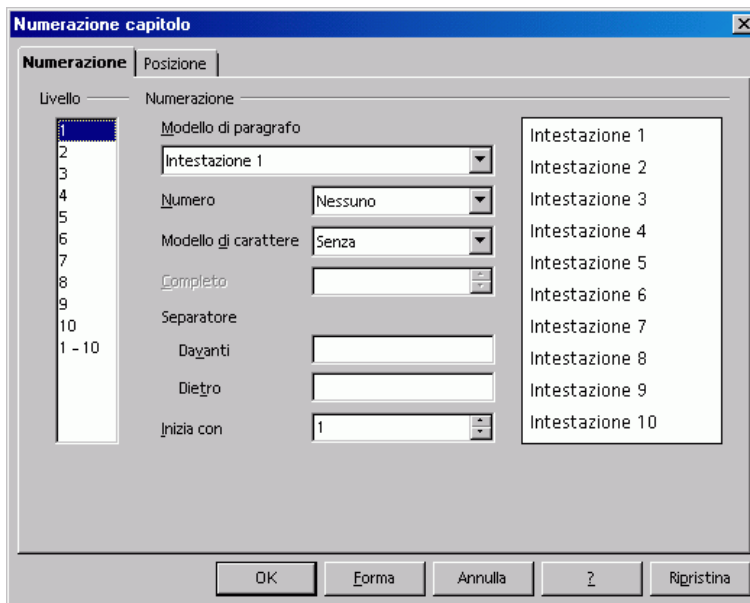 Numerazione capitolo
Numerazione
Posizione
Livello
1
2
3
4
5
6
7
8
9
10
1 - 10
Numerazione
Modello di paragrafo
Intestazione 1
Numero
Nessuno
Modello di carattere
Senza
Completo
Separatore
Davanti
Dietro
Inizia con
1
Intestazione 1
Intestazione 2
Intestazione 3
Intestazione 4
Intestazione 5
Intestazione 6
Intestazione 7
Intestazione 8
Intestazione 9
Intestazione 10
OK
Forma
Annulla
?
Ripristina